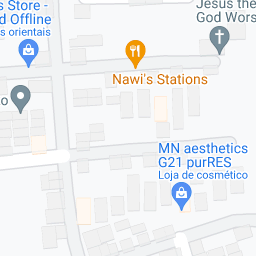 s Store -
d Offline
s orientais
Jesus the
God Wors
Nawi's Stations
o
MN aesthetics
G21 purRES
Loja de cosmético